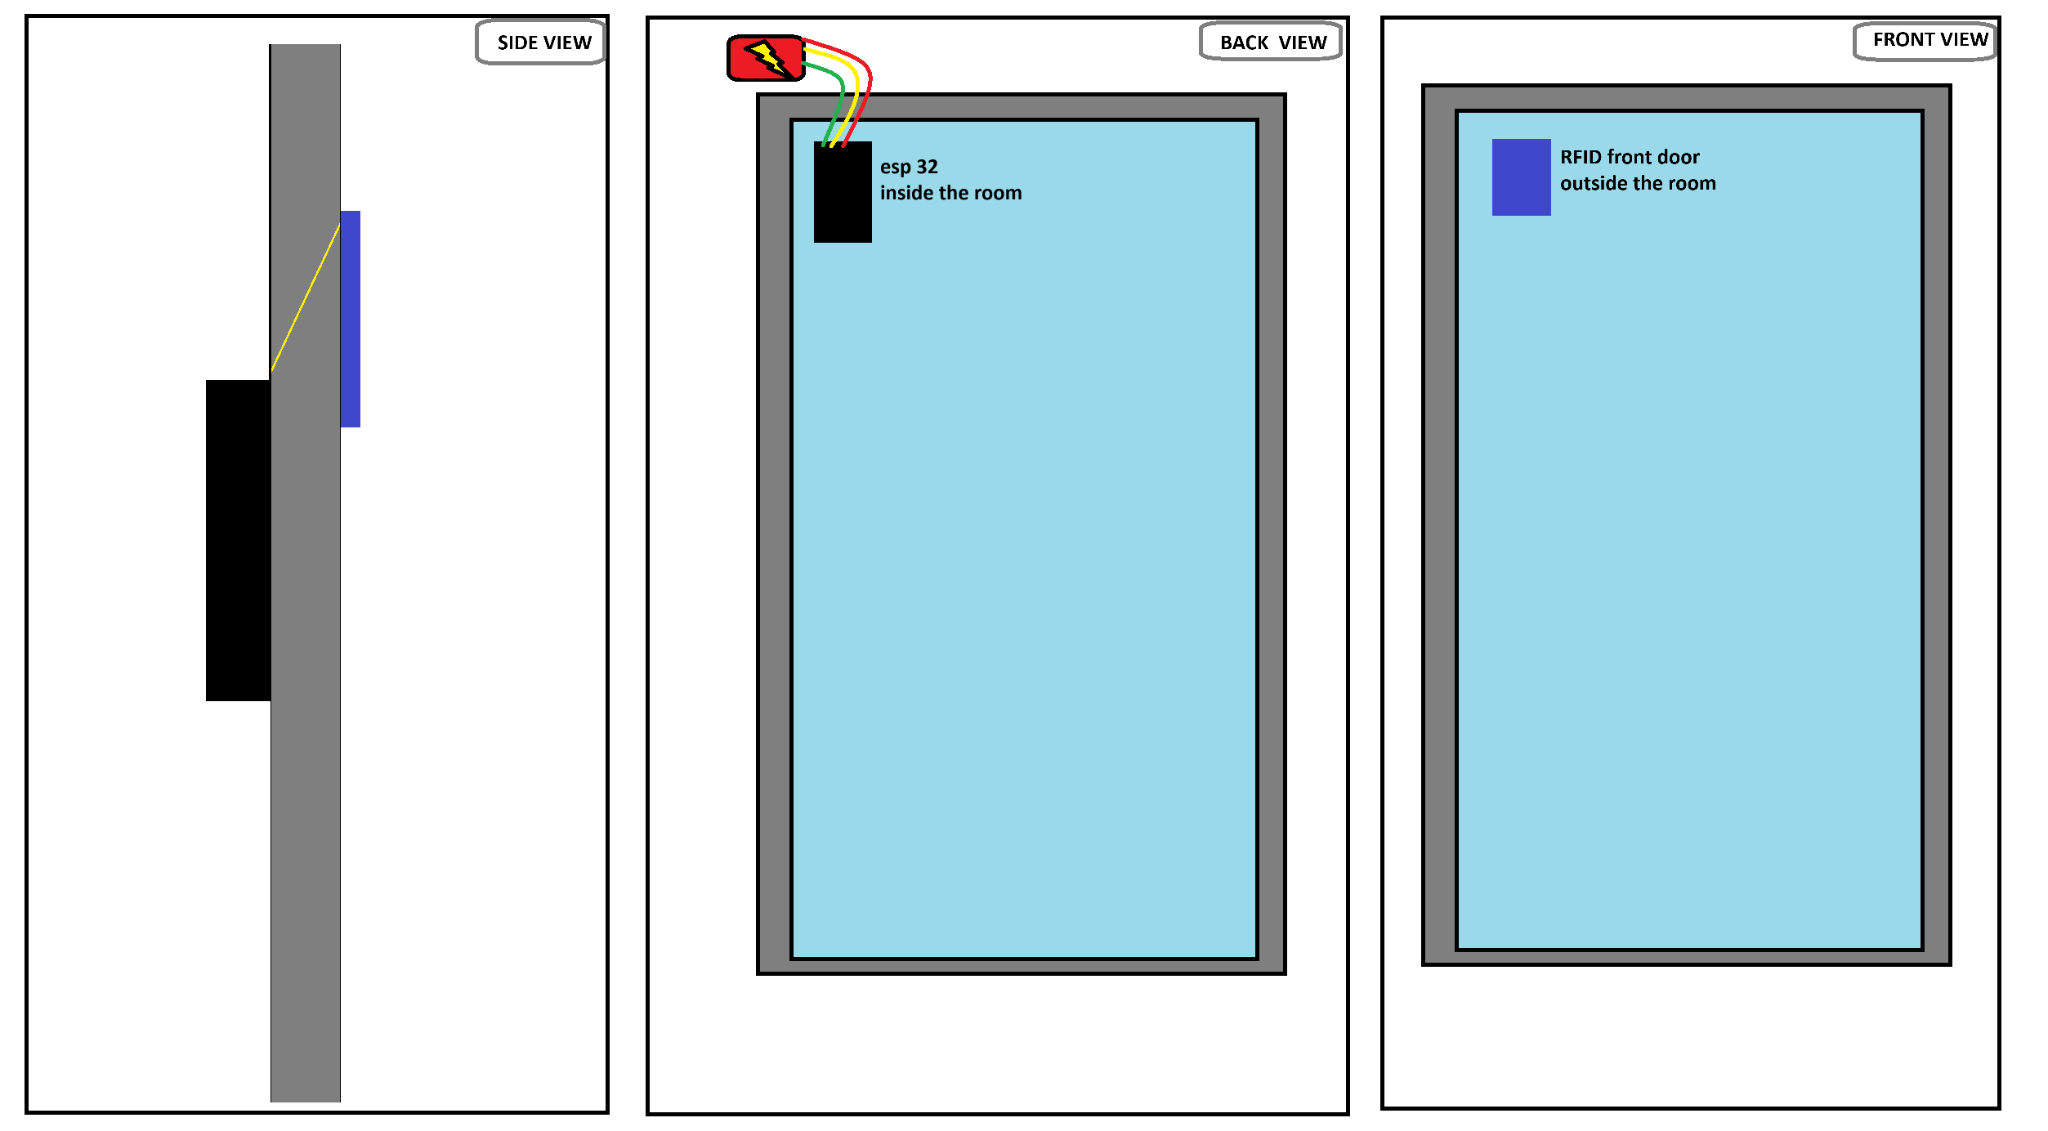 SIDE VIEW
BACK VIEW
esp 32
inside the room
FRONT VIEW
RFID front door
outside the room